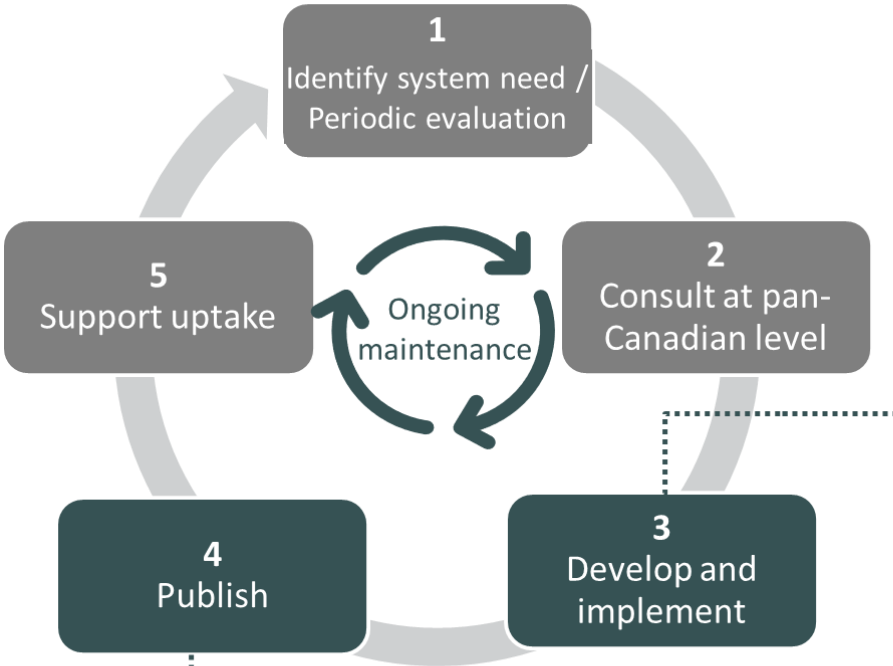 1
Identify system need /
Periodic evaluation
2
Consult at pan-
Canadian level
3
Develop and
implement
4
Publish
5
Support uptake
Ongoing
maintenance